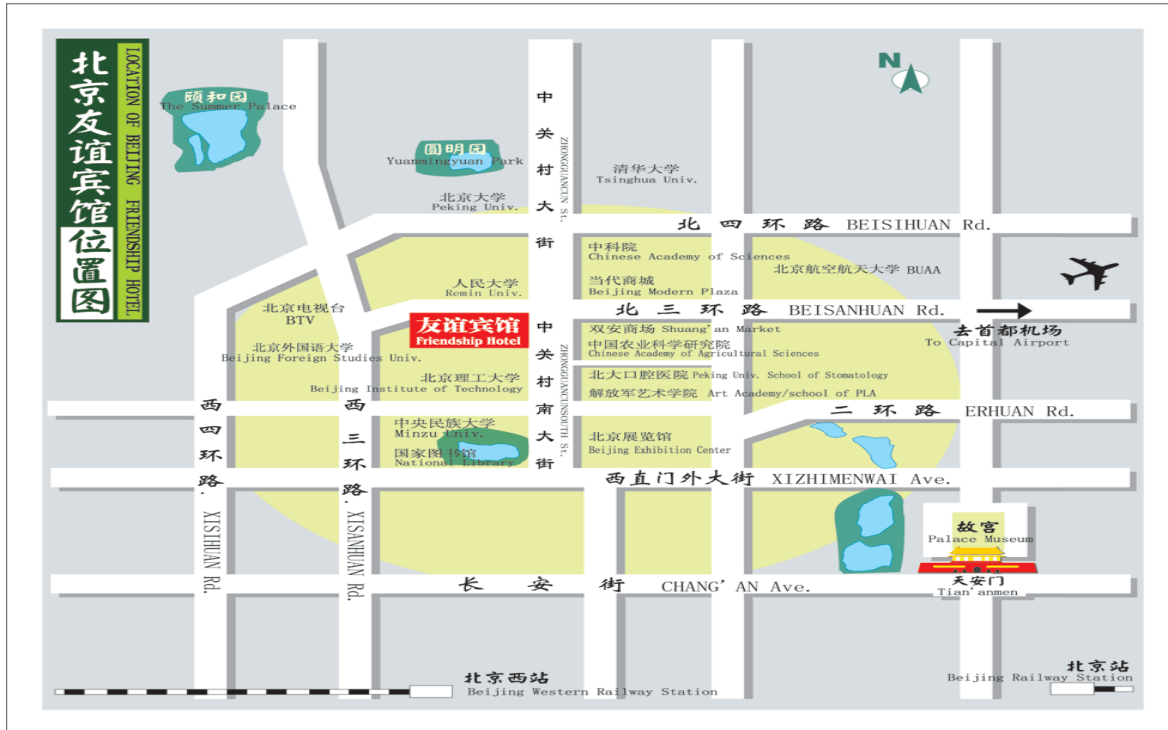 北京友谊宾馆位置图
LOCATION OF BEIJING FRIENDSHIP HOTEL
颐和园
The Summer Palace
圆明园
Yuanmingyuan Park
N
中关村大街
ZHONGGUANCUN St.
清华大学
Tsinghua Univ.
北京大学
Peking Univ.
北四环路 BEISIHUAN Rd.
中科院
Chinese Academy of Sciences
北京航空航天大学 BUAA
人民大学
Remin Univ.
当代商城
Beijing Modern Plaza
北京电视台
BTV
北三环路 BEISANHUAN Rd.
去首都机场
To Capital Airport
友谊宾馆
Friendship Hotel
中关村南大街
ZHONGGUANCUNSOUTH St.
双安商场 Shuang'an Market
中国农业科学研究院
Chinese Academy of Agricultural Sciences
北京外国语大学
Beijing Foreign Studies Univ.
北京理工大学
Beijing Institute of Technology
北大口腔医院 Peking Univ. School of Stomatology
解放军艺术学院 Art Academy/school of PLA
二环路 ERHUAN Rd.
西四环路.
XISIHUAN Rd.
西三环路.
XISANHUAN Rd.
中央民族大学
Minzu Univ.
国家图书馆
National Library
北京展览馆
Beijing Exhibition Center
西直门外大街 XIZHIMENWAI Ave.
故宫
Palace Museum
天安门
Tian'anmen
长安街 CHANG'AN Ave.
北京西站
Beijing Western Railway Station
北京站
Beijing Railway Station